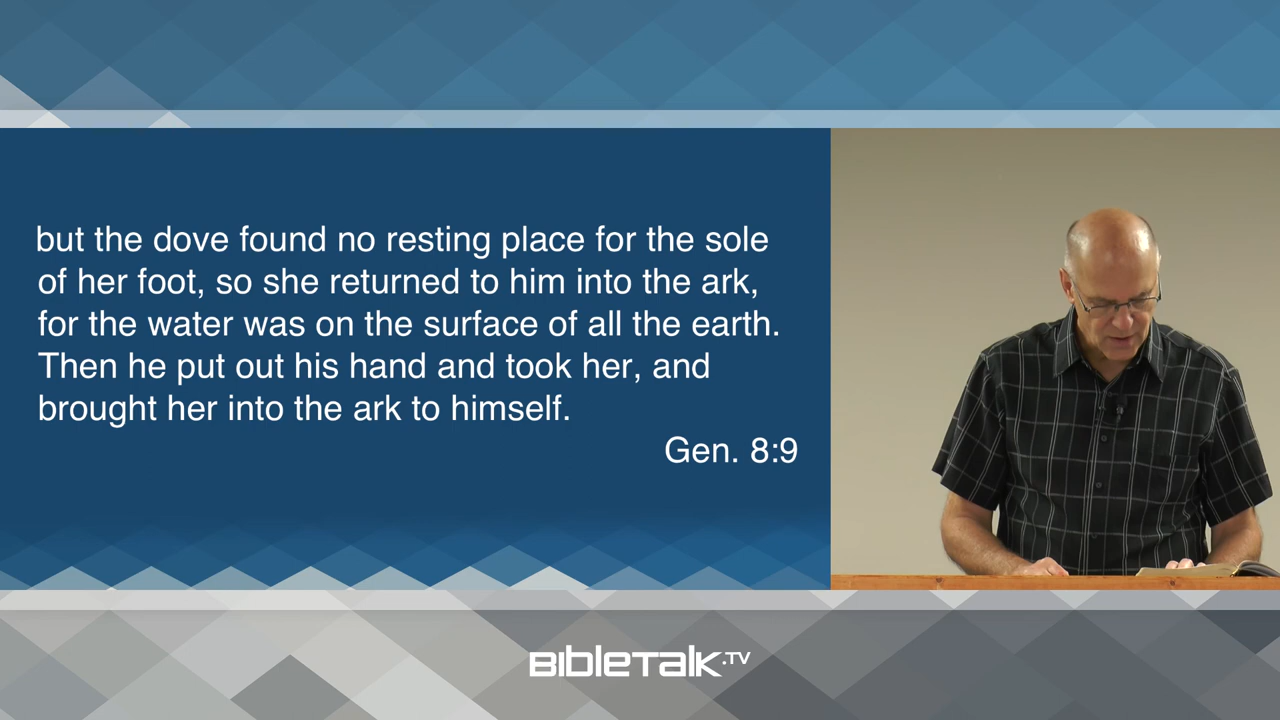 but the dove found no resting place for the sole
of her foot, so she returned to him into the ark,
for the water was on the surface of all the earth.
Then he put out his hand and took her, and
brought her into the ark to himself.
Gen. 8:9
BIBLETALK.TV